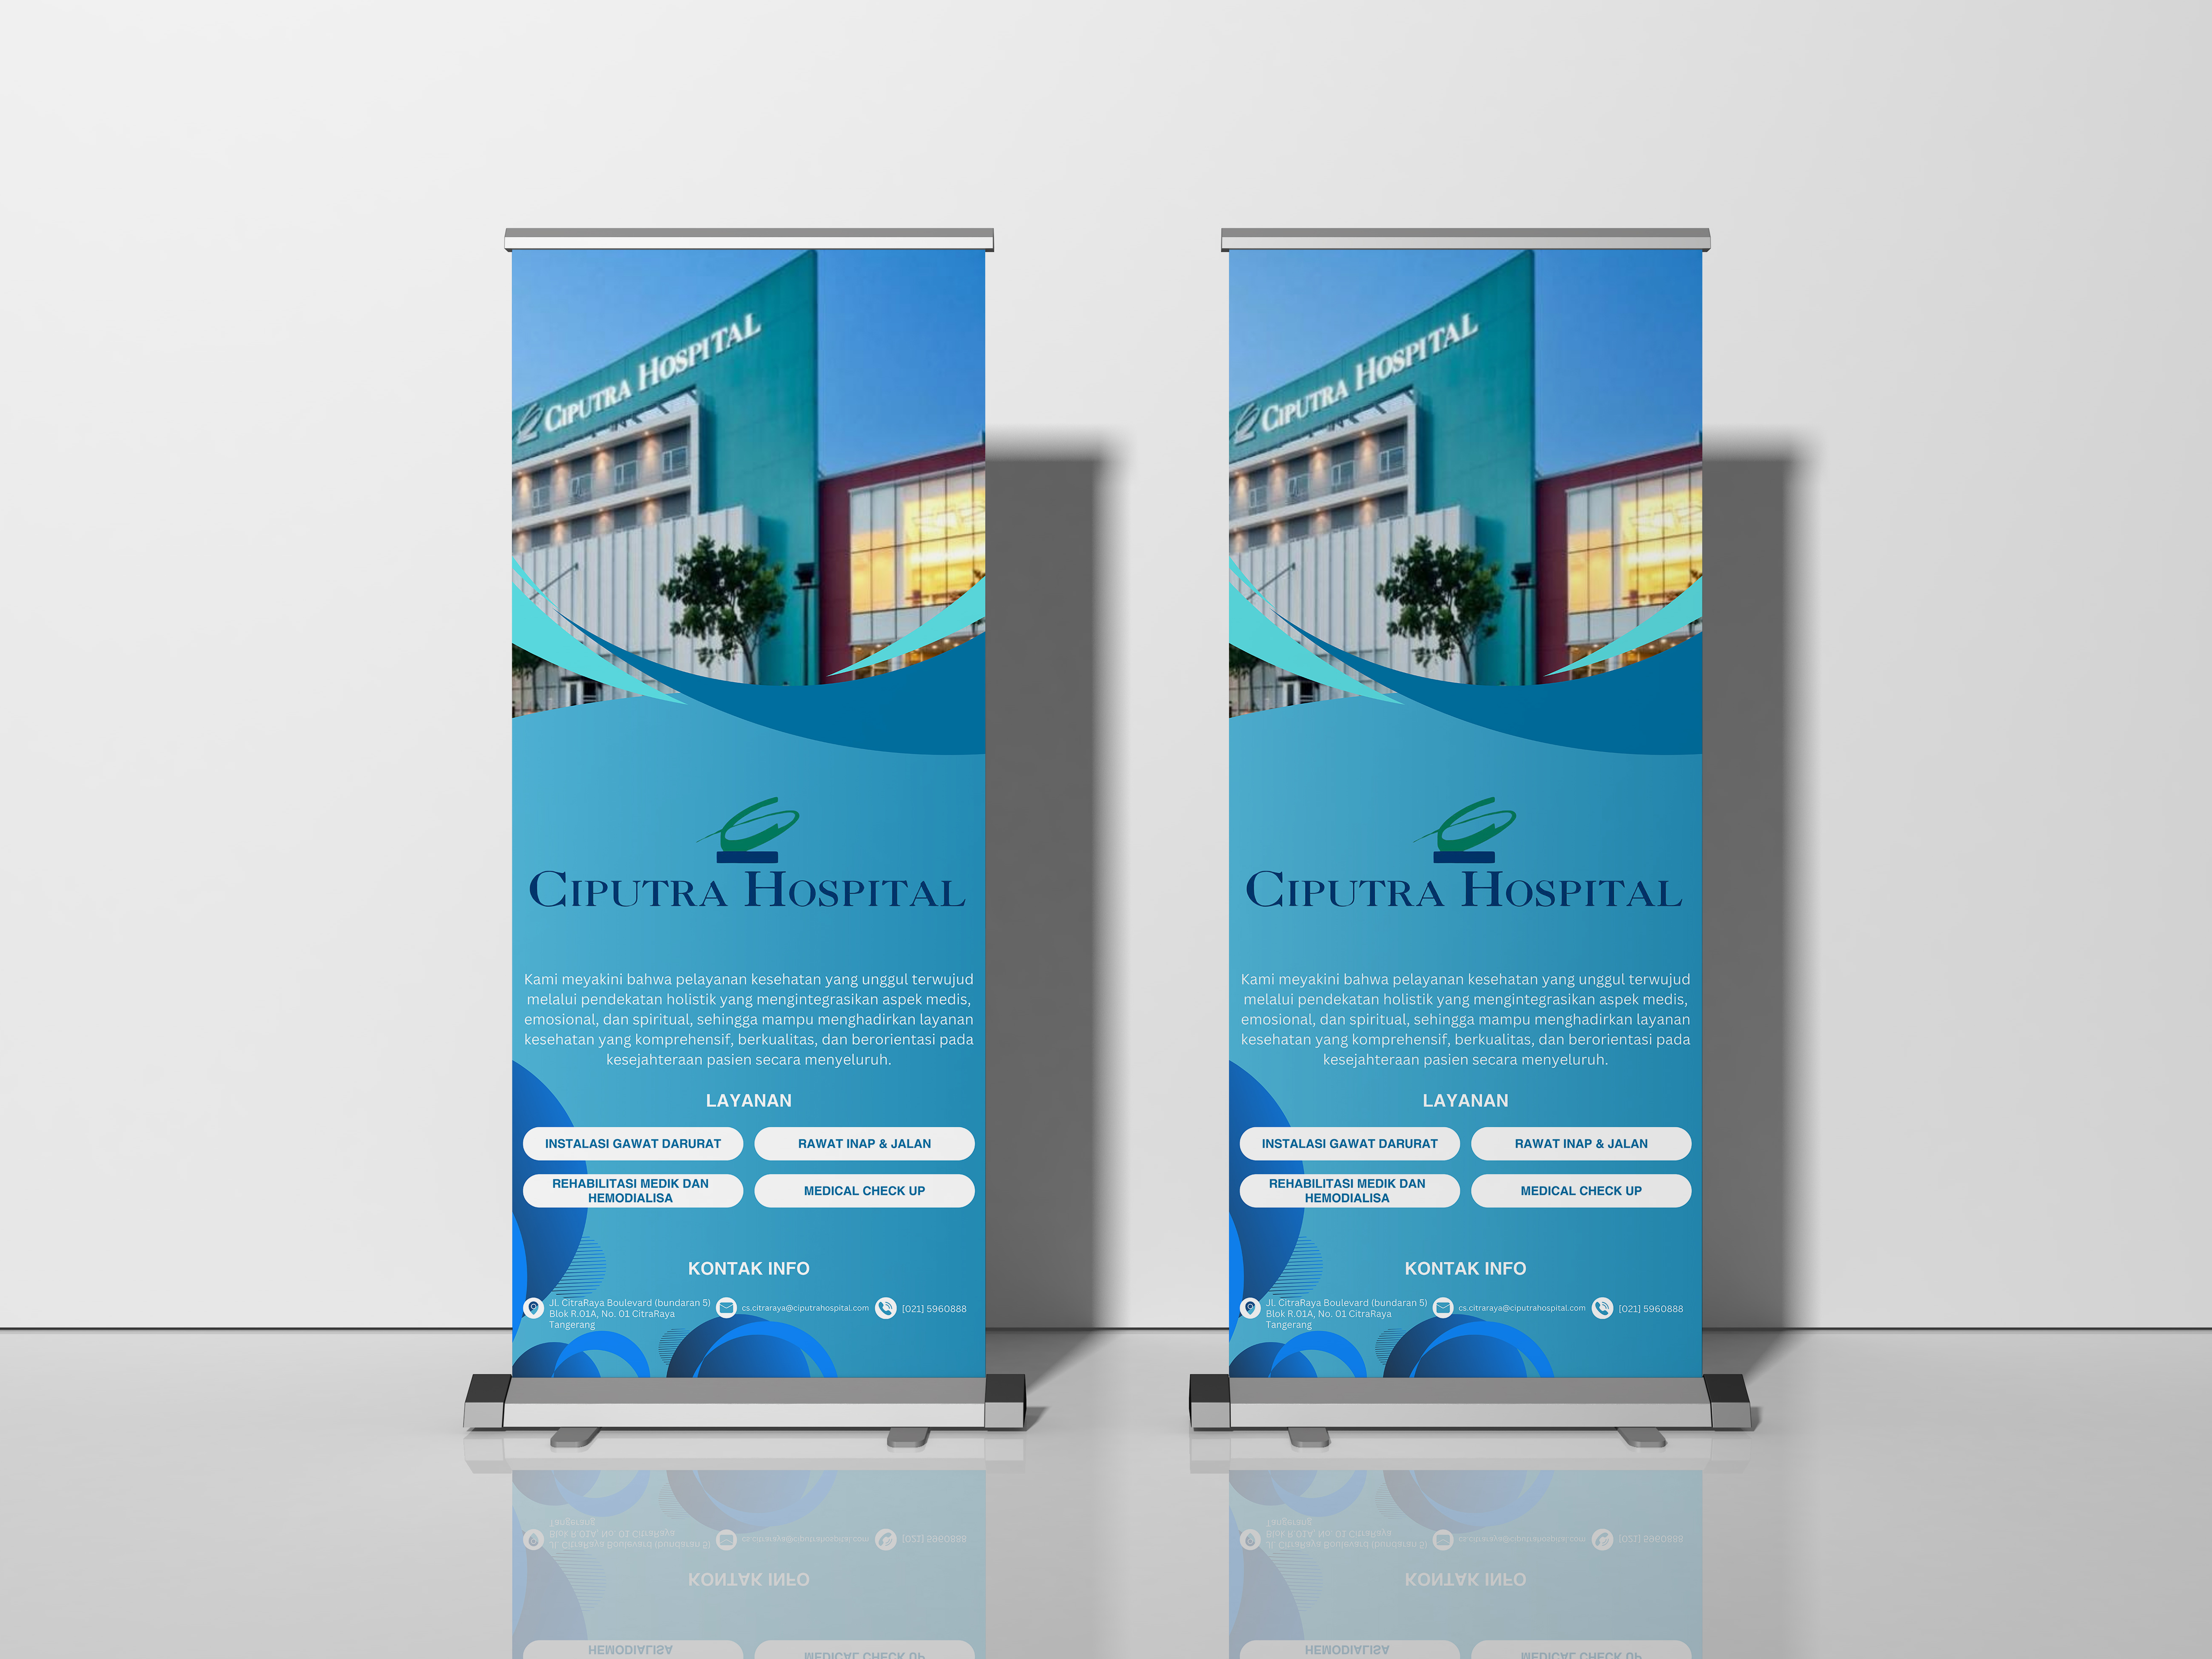 CIPUTRA HOSPITAL
CIPUTRA HOSPITAL
Kami meyakini bahwa pelayanan kesehatan yang unggul terwujud
melalui pendekatan holistik yang mengintegrasikan aspek medis,
emosional, dan spiritual, sehingga mampu menghadirkan layanan
kesehatan yang komprehensif, berkualitas, dan berorientasi pada
kesejahteraan pasien secara menyeluruh.
LAYANAN
INSTALASI GAWAT DARURAT
RAWAT INAP & JALAN
REHABILITASI MEDIK DAN
HEMODIALISA
MEDICAL CHECK UP
KONTAK INFO
Jl. CitraRaya Boulevard (bundaran 5)
Blok R.01A, No. 01 CitraRaya
Tangerang
cs.citraraya@ciputrahospital.com
[021] 5960888
CIPUTRA HOSPITAL
CIPUTRA HOSPITAL
Kami meyakini bahwa pelayanan kesehatan yang unggul terwujud
melalui pendekatan holistik yang mengintegrasikan aspek medis,
emosional, dan spiritual, sehingga mampu menghadirkan layanan
kesehatan yang komprehensif, berkualitas, dan berorientasi pada
kesejahteraan pasien secara menyeluruh.
LAYANAN
INSTALASI GAWAT DARURAT
RAWAT INAP & JALAN
REHABILITASI MEDIK DAN
HEMODIALISA
MEDICAL CHECK UP
KONTAK INFO
Jl. CitraRaya Boulevard (bundaran 5)
Blok R.01A, No. 01 CitraRaya
Tangerang
cs.citraraya@ciputrahospital.com
[021] 5960888